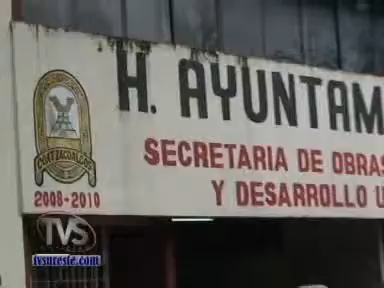 H. AYUNTAM
SECRETARIA DE OBRAS
Y DESARROLLO U
COATZACOALCOS
2008-2010
TVS
tvsureste.com